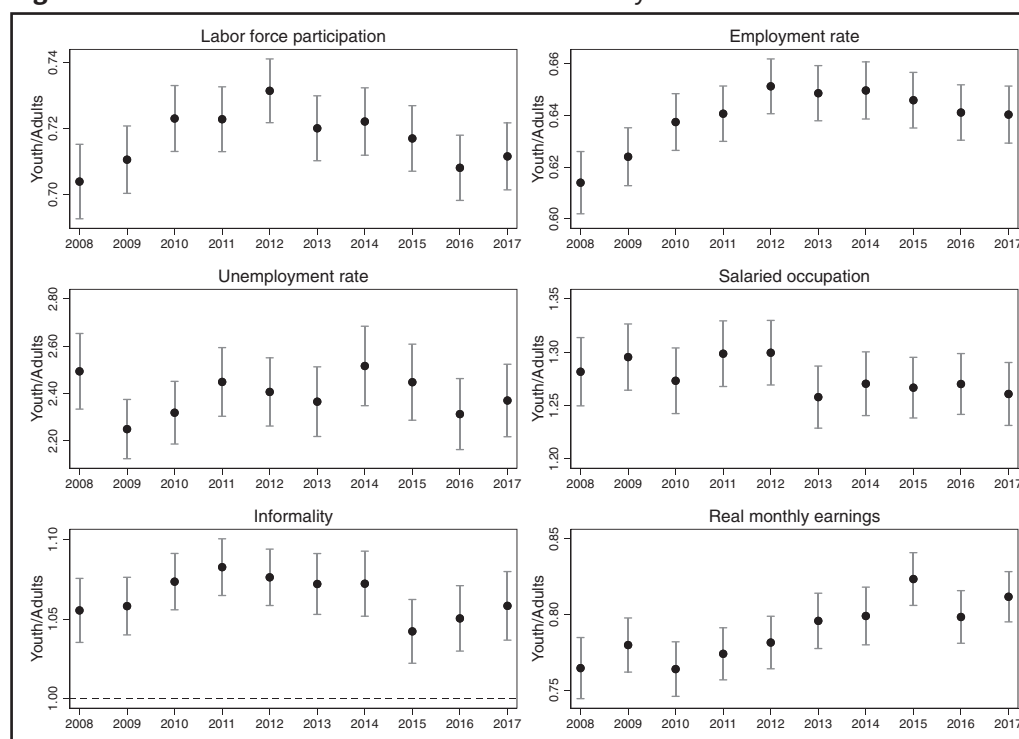 Labor force participation
Youth/Adults
0.74
0.72
0.70
2008 2009 2010 2011 2012 2013 2014 2015 2016 2017
Employment rate
Youth/Adults
0.66
0.64
0.62
0.60
2008 2009 2010 2011 2012 2013 2014 2015 2016 2017
Unemployment rate
Youth/Adults
2.80
2.60
2.40
2.20
2008 2009 2010 2011 2012 2013 2014 2015 2016 2017
Salaried occupation
Youth/Adults
1.35
1.30
1.25
1.20
2008 2009 2010 2011 2012 2013 2014 2015 2016 2017
Informality
Youth/Adults
1.10
1.05
1.00
2008 2009 2010 2011 2012 2013 2014 2015 2016 2017
Real monthly earnings
Youth/Adults
0.85
0.80
0.75
2008 2009 2010 2011 2012 2013 2014 2015 2016 2017